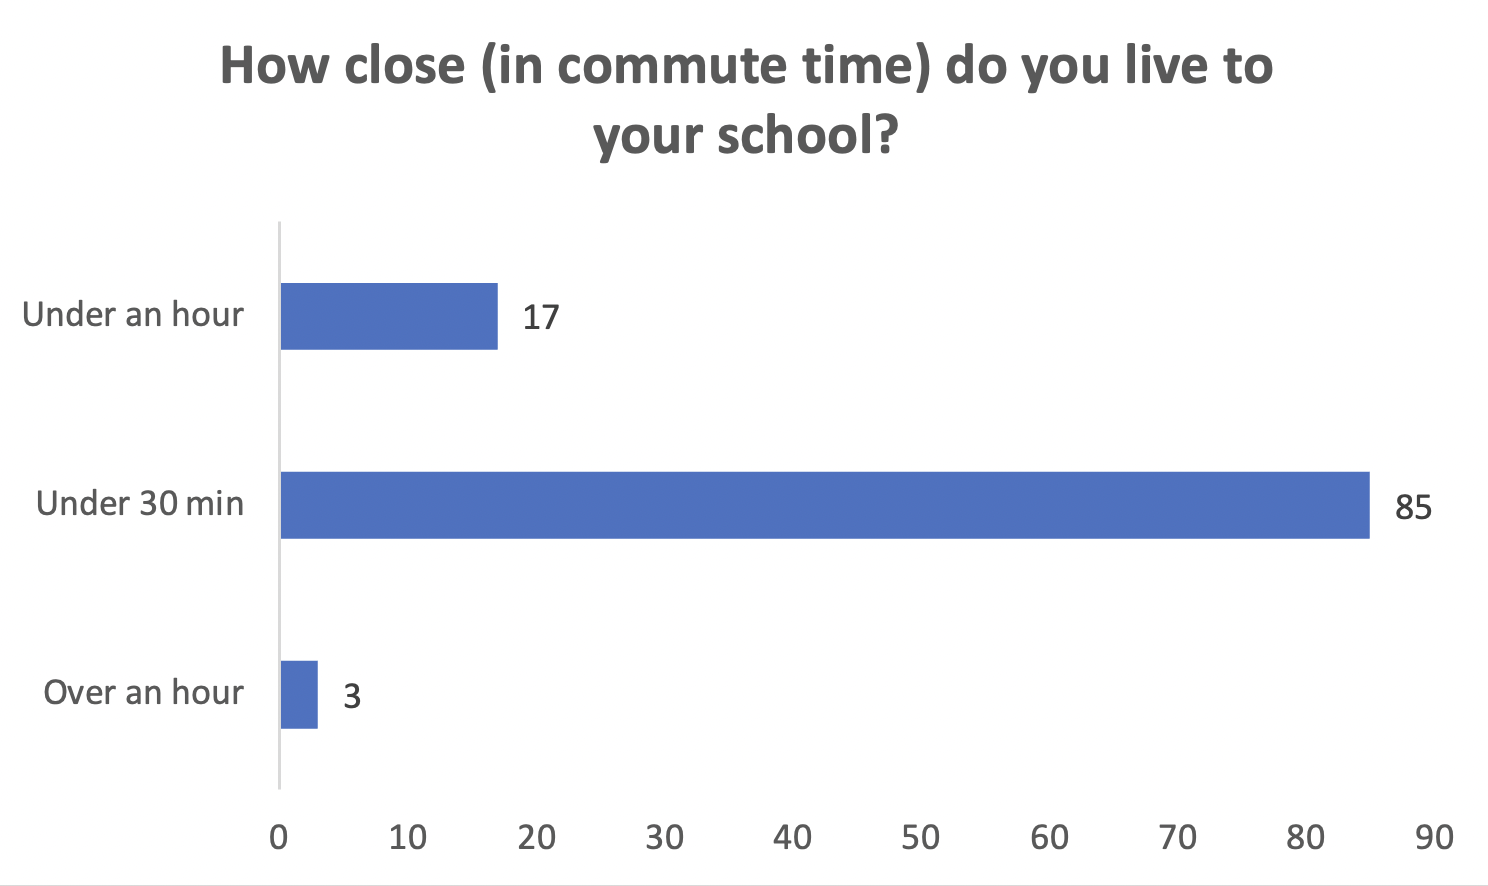 How close (in commute time) do you live to
your school?
Under an hour
17
Under 30 min
85
Over an hour
3
0 10 20 30 40 50 60 70 80 90